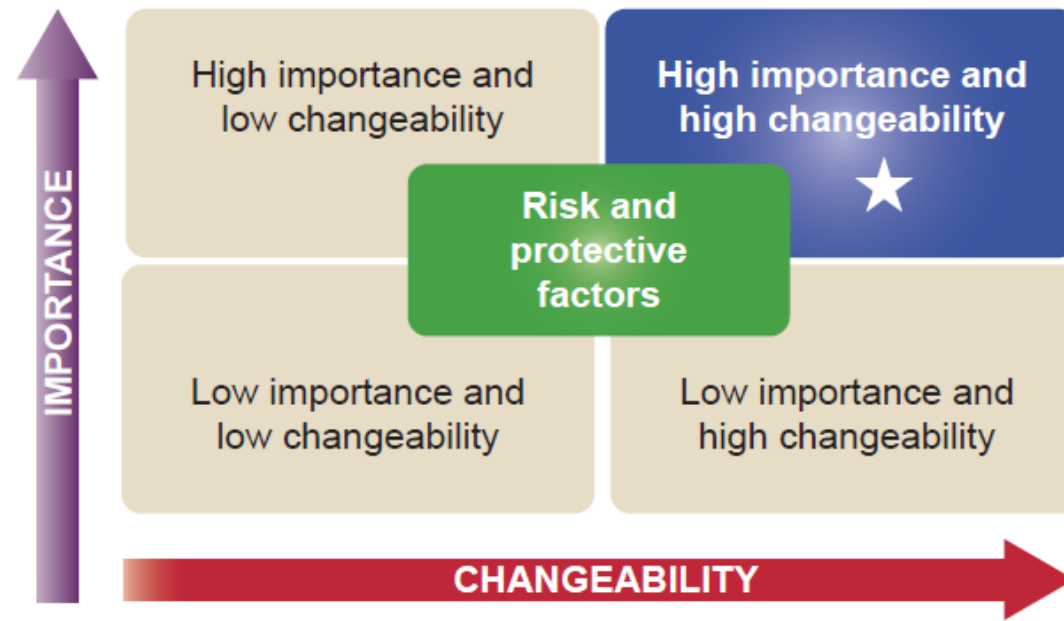 High importance and
low changeability
High importance and
high changeability
IMPORTANCE
Risk and
protective
factors
Low importance and
low changeability
Low importance and
high changeability
CHANGEABILITY